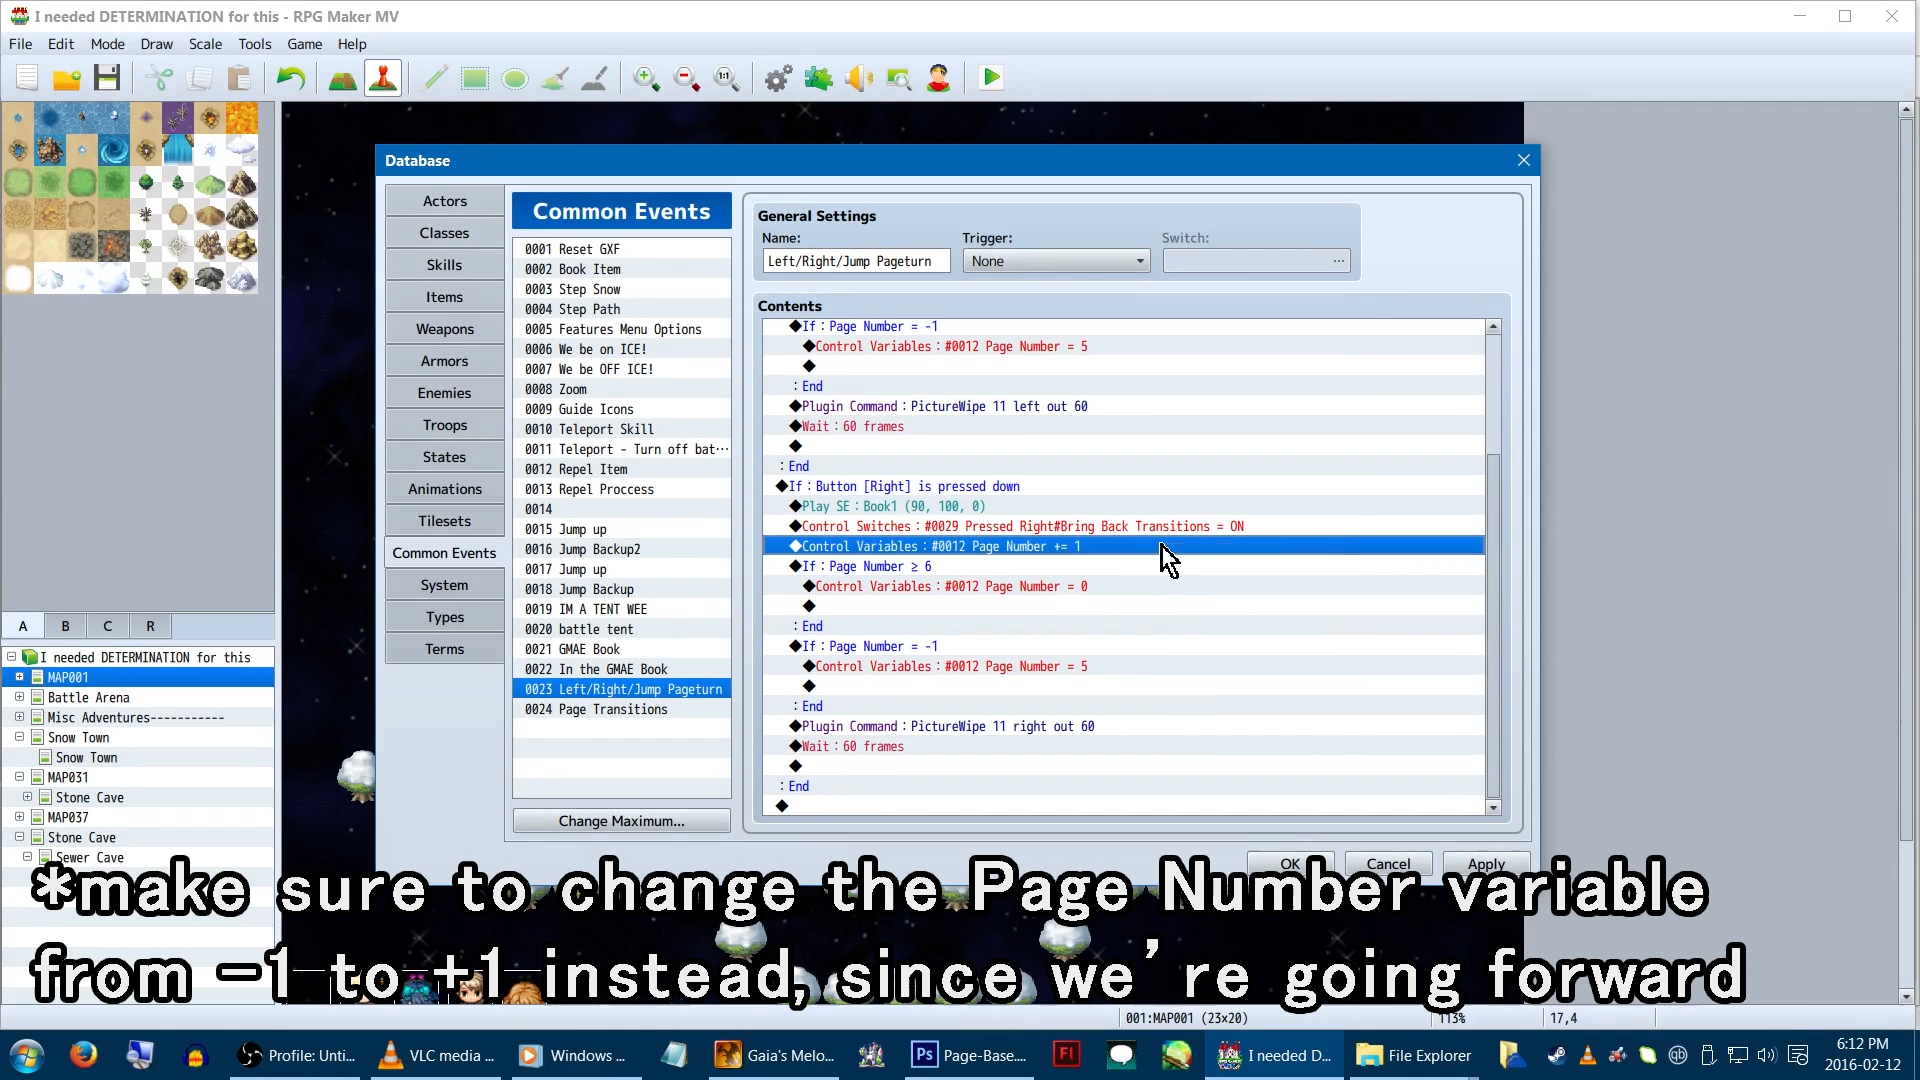 I needed DETERMINATION for this - RPG Maker MV
File Edit Mode Draw Scale Tools Game Help
1:1
Database
Actors
Classes
Skills
Items
Weapons
Armors
Enemies
Troops
States
Animations
Tilesets
Common Events
System
Types
Terms
Common Events
0001 Reset GXF
0002 Book Item
0003 Step Snow
0004 Step Path
0005 Features Menu Options
0006 We be on ICE!
0007 We be OFF ICE!
0008 Zoom
0009 Guide Icons
0010 Teleport Skill
0011 Teleport - Turn off bat…
0012 Repel Item
0013 Repel Proccess
0014
0015 Jump up
0016 Jump Backup2
0017 Jump up
0018 Jump Backup
0019 IM A TENT WEE
0020 battle tent
0021 GMAE Book
0022 In the GMAE Book
0023 Left/Right/Jump Pageturn
0024 Page Transitions
Change Maximum...
General Settings
Name: Trigger: Switch:
Left/Right/Jump Pageturn None ...
Contents
◆If：Page Number = -1
◆Control Variables：#0012 Page Number = 5
◆
：End
◆Plugin Command：PictureWipe 11 left out 60
◆Wait：60 frames
◆
：End
◆If：Button [Right] is pressed down
◆Play SE：Book1 (90, 100, 0)
◆Control Switches：#0029 Pressed Right#Bring Back Transitions = ON
◆Control Variables：#0012 Page Number += 1
◆If：Page Number ≥ 6
◆Control Variables：#0012 Page Number = 0
◆
：End
◆If：Page Number = -1
◆Control Variables：#0012 Page Number = 5
◆
：End
◆Plugin Command：PictureWipe 11 right out 60
◆Wait：60 frames
◆
：End
◆
OK Cancel Apply
A B C R
I needed DETERMINATION for this
MAP001
Battle Arena
Misc Adventures-----------
Snow Town
Snow Town
MAP031
Stone Cave
MAP037
Stone Cave
Sewer Cave
*make sure to change the Page Number variable
from -1 to +1 instead, since we're going forward
001:MAP001 (23x20) 113% 17,4
Profile: Unti... VLC media ... Windows ... Gaia's Melo... Ps Page-Base.... Fl I needed D... File Explorer qb
6:12 PM
2016-02-12